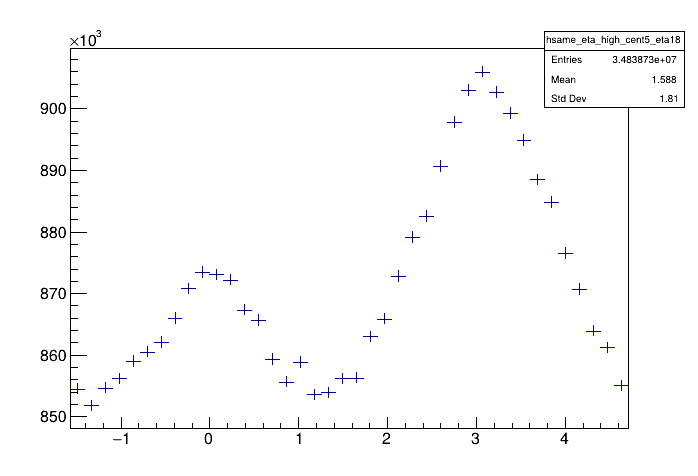 ×10³
hsame_eta_high_cent5_eta18
Entries 3.483873e+07
Mean 1.588
Std Dev 1.81
900
890
880
870
860
850
−1 0 1 2 3 4